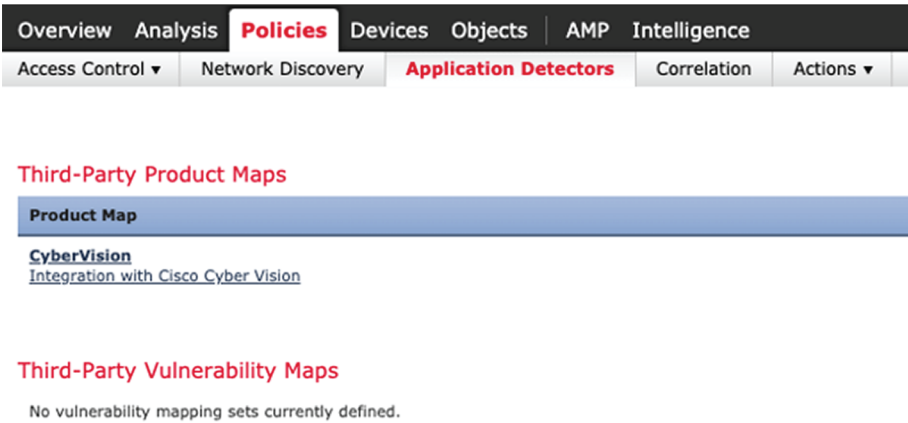 Overview Analysis Policies Devices Objects AMP Intelligence
Access Control ▾ Network Discovery Application Detectors Correlation Actions ▾
Third-Party Product Maps
Product Map
CyberVision
Integration with Cisco Cyber Vision
Third-Party Vulnerability Maps
No vulnerability mapping sets currently defined.